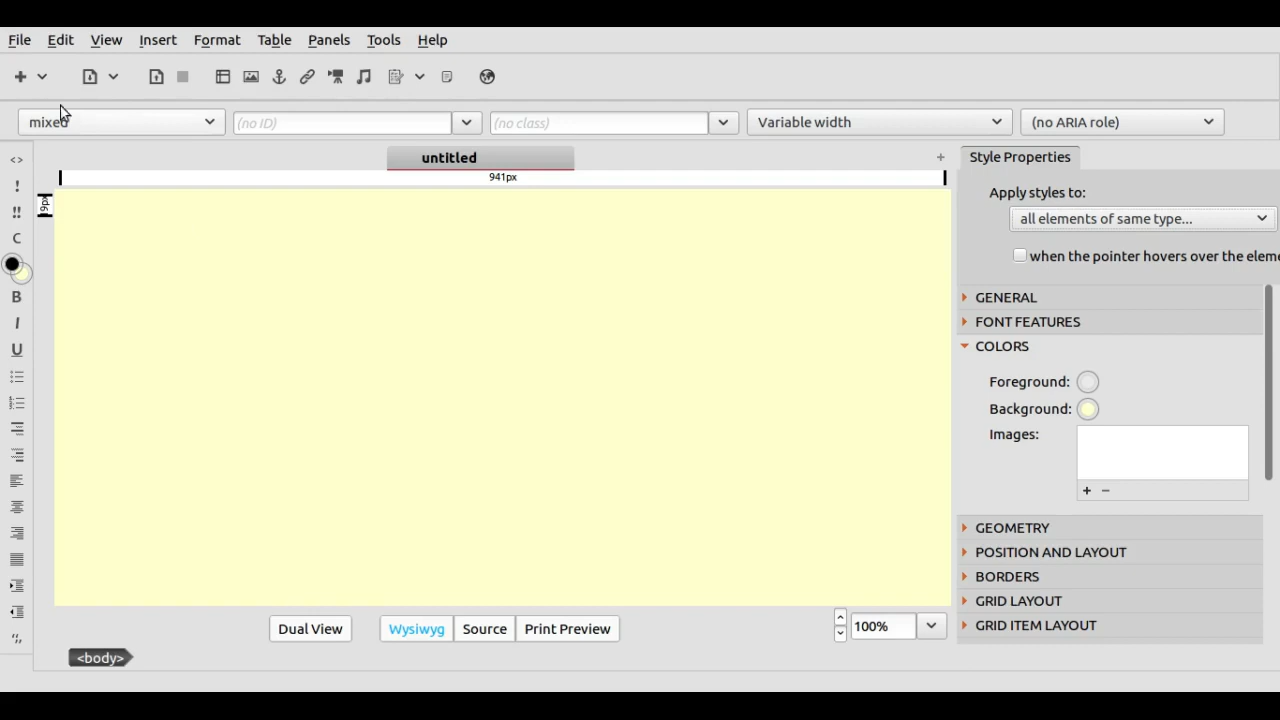 File Edit View Insert Format Table Panels Tools Help
mixed (no ID) (no class) Variable width (no ARIA role)
untitled +
941px
9px
Style Properties
Apply styles to:
all elements of same type...
when the pointer hovers over the eleme
GENERAL
FONT FEATURES
COLORS
Foreground:
Background:
Images:
+ −
GEOMETRY
POSITION AND LAYOUT
BORDERS
GRID LAYOUT
GRID ITEM LAYOUT
<>
!
!!
C
B
I
U
Dual View Wysiwyg Source Print Preview 100%
<body>